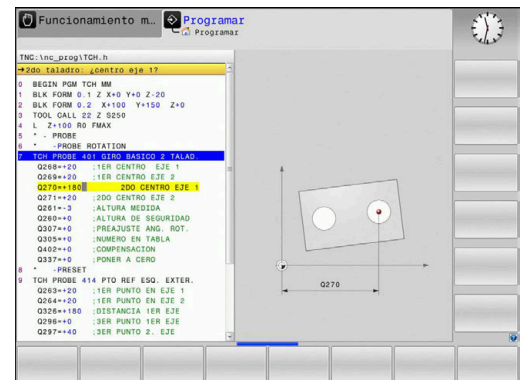 Funcionamiento m...
Programar
Programar
TNC:\nc_prog\TCH.h
→2do taladro: ¿centro eje 1?
0 BEGIN PGM TCH MM
1 BLK FORM 0.1 Z X+0 Y+0 Z-20
2 BLK FORM 0.2 X+100 Y+150 Z+0
3 TOOL CALL 22 Z S250
4 L Z+100 R0 FMAX
5 * - PROBE
6 * -PROBE ROTATION
7 TCH PROBE 401 GIRO BASICO 2 TALAD.
Q268=+20 ;1ER CENTRO EJE 1
Q269=+20 ;1ER CENTRO EJE 2
Q270=+180 2DO CENTRO EJE 1
Q271=+20 ;2DO CENTRO EJE 2
Q261=-3 ;ALTURA MEDIDA
Q260=+0 ;ALTURA DE SEGURIDAD
Q307=+0 ;PREAJUSTE ANG. ROT.
Q305=+0 ;NUMERO EN TABLA
Q402=+0 ;COMPENSACION
Q337=+0 ;PONER A CERO
8 * -PRESET
9 TCH PROBE 414 PTO REF ESQ. EXTER.
Q263=+20 ;1ER PUNTO EN EJE 1
Q264=+20 ;1ER PUNTO EN EJE 2
Q326=+180 ;DISTANCIA 1ER EJE
Q296=+0 ;3ER PUNTO 1ER EJE
Q297=+40 ;3ER PUNTO 2. EJE
Q270